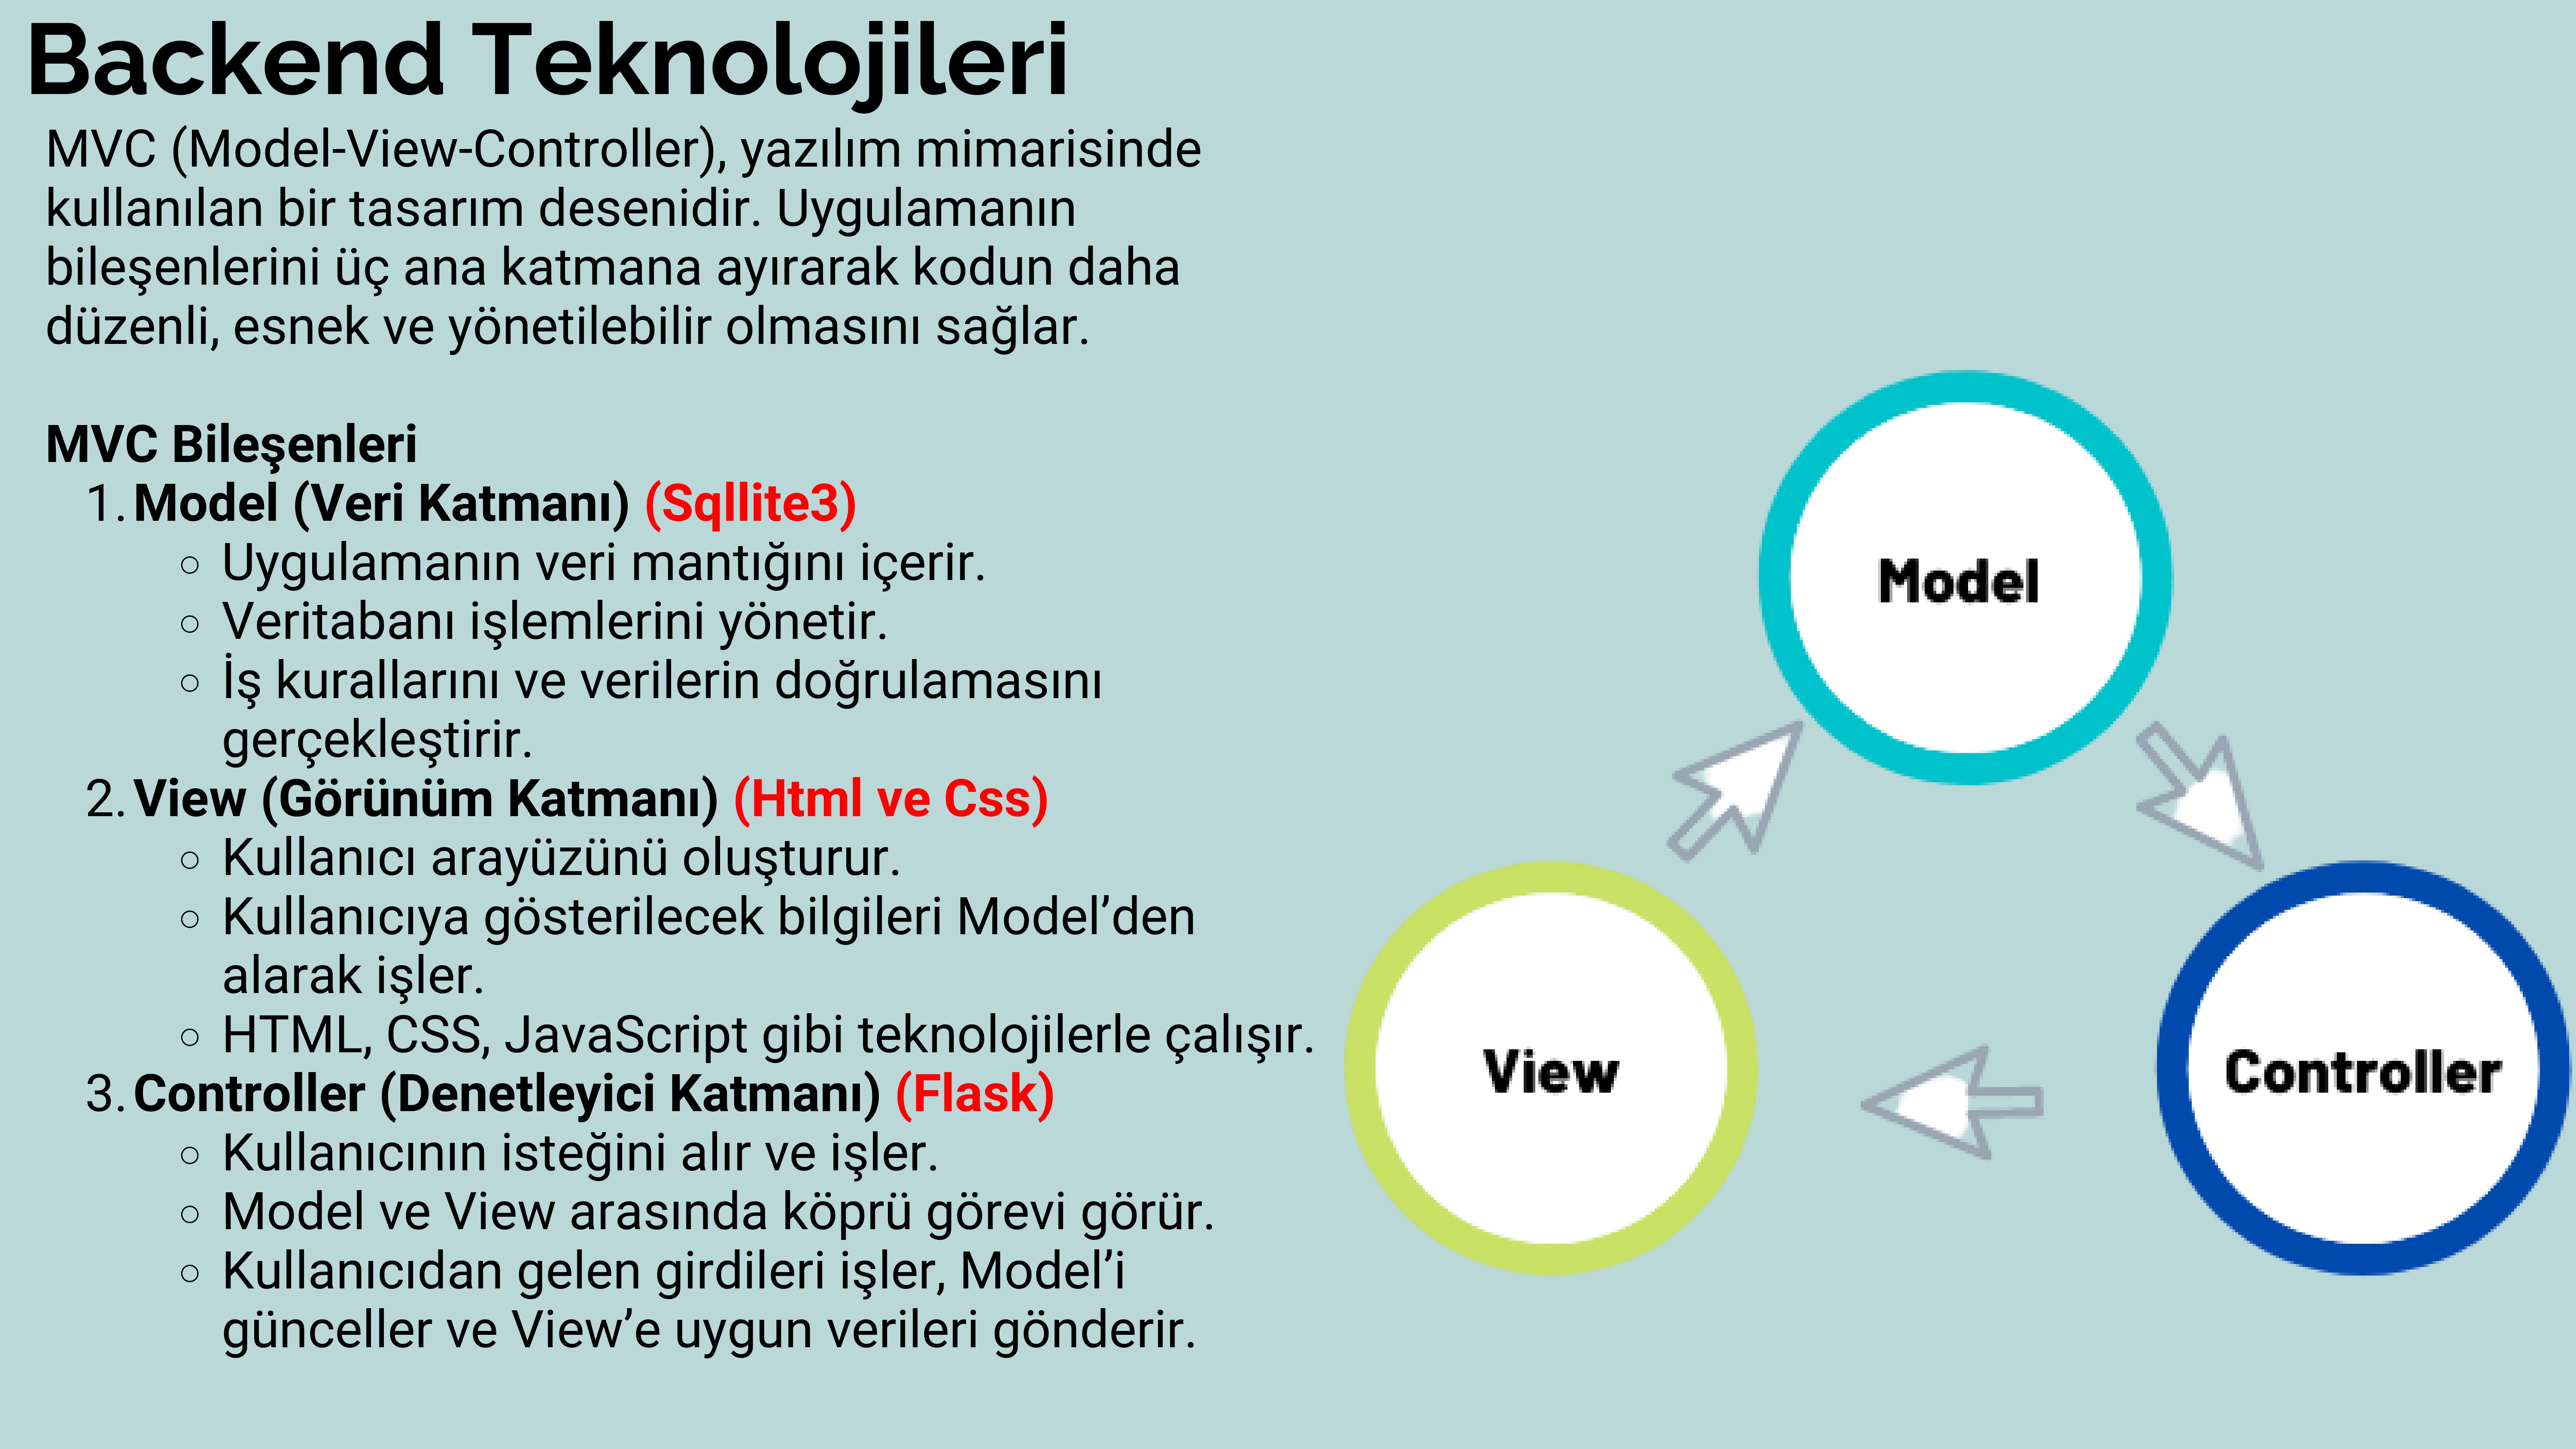 Backend Teknolojileri
MVC (Model-View-Controller), yazılım mimarisinde
kullanılan bir tasarım desenidir. Uygulamanın
bileşenlerini üç ana katmana ayırarak kodun daha
düzenli, esnek ve yönetilebilir olmasını sağlar.
MVC Bileşenleri
1. Model (Veri Katmanı) (Sqllite3)
○ Uygulamanın veri mantığını içerir.
○ Veritabanı işlemlerini yönetir.
○ İş kurallarını ve verilerin doğrulamasını
gerçekleştirir.
2. View (Görünüm Katmanı) (Html ve Css)
○ Kullanıcı arayüzünü oluşturur.
○ Kullanıcıya gösterilecek bilgileri Model’den
alarak işler.
○ HTML, CSS, JavaScript gibi teknolojilerle çalışır.
3. Controller (Denetleyici Katmanı) (Flask)
○ Kullanıcının isteğini alır ve işler.
○ Model ve View arasında köprü görevi görür.
○ Kullanıcıdan gelen girdileri işler, Model’i
günceller ve View’e uygun verileri gönderir.
Model
View
Controller